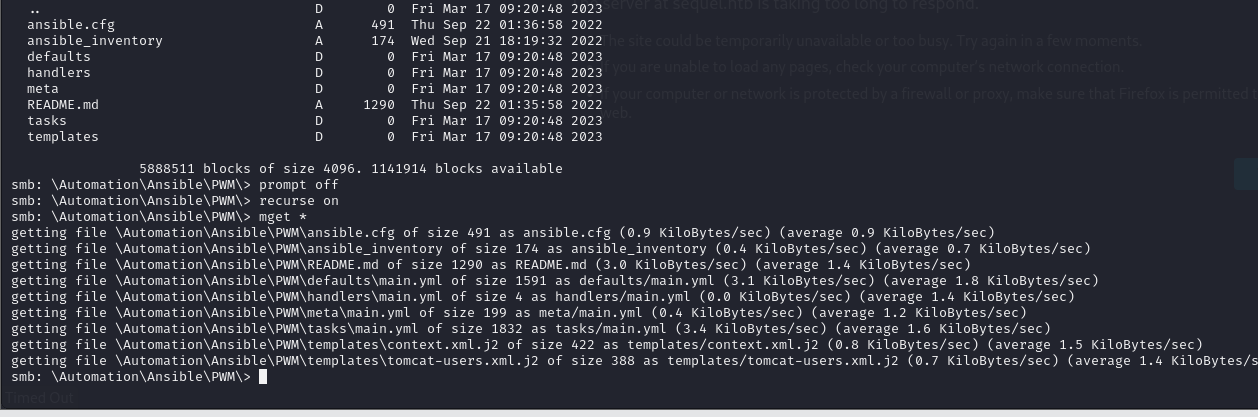 ..                                  D        0  Fri Mar 17 09:20:48 2023
ansible.cfg                         A      491  Thu Sep 22 01:36:58 2022
ansible_inventory                   A      174  Wed Sep 21 18:19:32 2022
defaults                            D        0  Fri Mar 17 09:20:48 2023
handlers                            D        0  Fri Mar 17 09:20:48 2023
meta                                D        0  Fri Mar 17 09:20:48 2023
README.md                           A     1290  Thu Sep 22 01:35:58 2022
tasks                               D        0  Fri Mar 17 09:20:48 2023
templates                           D        0  Fri Mar 17 09:20:48 2023
server at sequel.htb is taking too long to respond.
The site could be temporarily unavailable or too busy. Try again in a few moments
If you are unable to load any pages, check your computer's network connection.
If your computer or network is protected by a firewall or proxy, make sure that Firefox is permitted t
web.
5888511 blocks of size 4096. 1141914 blocks available
smb: \Automation\Ansible\PWM\> prompt off
smb: \Automation\Ansible\PWM\> recurse on
smb: \Automation\Ansible\PWM\> mget *
getting file \Automation\Ansible\PWM\ansible.cfg of size 491 as ansible.cfg (0.9 KiloBytes/sec) (average 0.9 KiloBytes/sec)
getting file \Automation\Ansible\PWM\ansible_inventory of size 174 as ansible_inventory (0.4 KiloBytes/sec) (average 0.7 KiloBytes/sec)
getting file \Automation\Ansible\PWM\README.md of size 1290 as README.md (3.0 KiloBytes/sec) (average 1.4 KiloBytes/sec)
getting file \Automation\Ansible\PWM\defaults\main.yml of size 1591 as defaults/main.yml (3.1 KiloBytes/sec) (average 1.8 KiloBytes/sec)
getting file \Automation\Ansible\PWM\handlers\main.yml of size 4 as handlers/main.yml (0.0 KiloBytes/sec) (average 1.4 KiloBytes/sec)
getting file \Automation\Ansible\PWM\meta\main.yml of size 199 as meta/main.yml (0.4 KiloBytes/sec) (average 1.2 KiloBytes/sec)
getting file \Automation\Ansible\PWM\tasks\main.yml of size 1832 as tasks/main.yml (3.4 KiloBytes/sec) (average 1.6 KiloBytes/sec)
getting file \Automation\Ansible\PWM\templates\context.xml.j2 of size 422 as templates/context.xml.j2 (0.8 KiloBytes/sec) (average 1.5 KiloBytes/sec)
getting file \Automation\Ansible\PWM\templates\tomcat-users.xml.j2 of size 388 as templates/tomcat-users.xml.j2 (0.7 KiloBytes/sec) (average 1.4 KiloBytes/s
smb: \Automation\Ansible\PWM\>
Timed Out